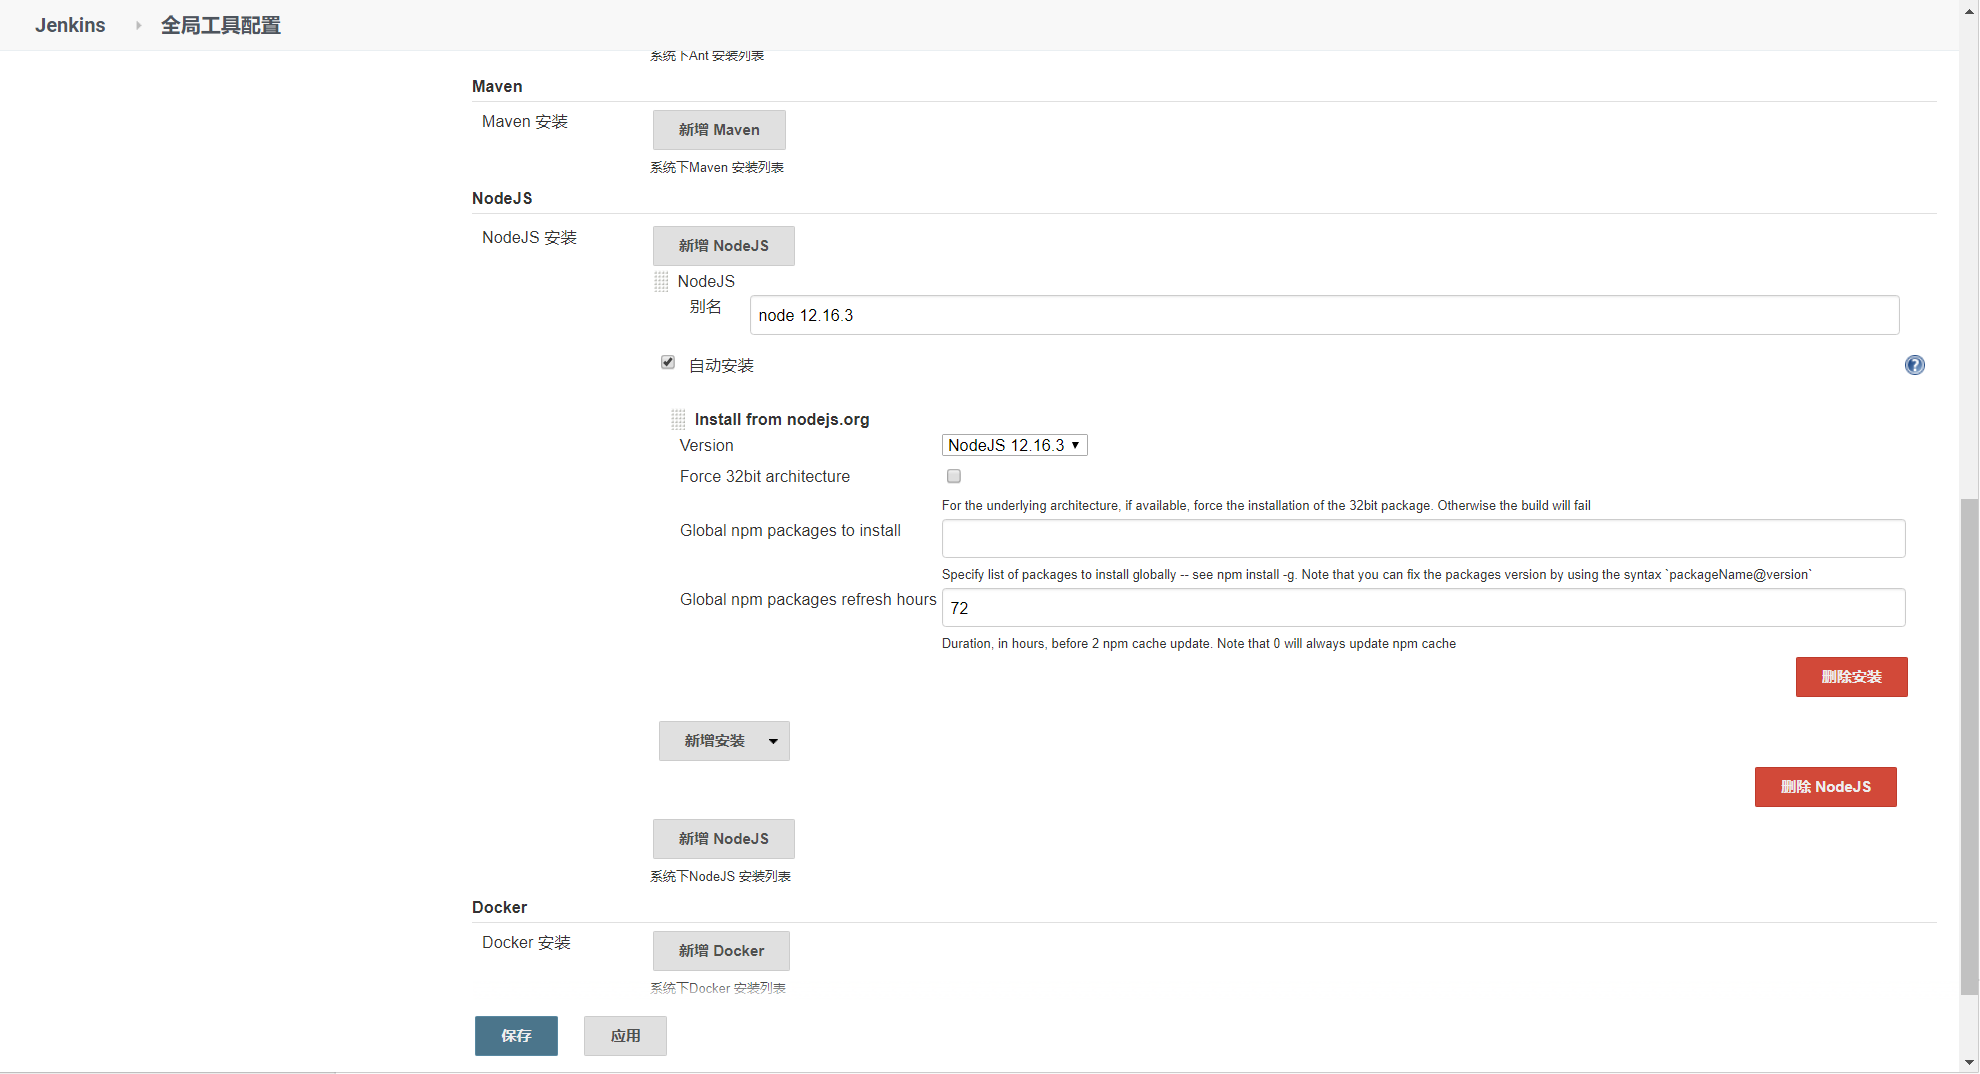 Jenkins 全局工具配置
系统下Ant 安装列表
Maven
Maven 安装
新增 Maven
系统下Maven 安装列表
NodeJS
NodeJS 安装
新增 NodeJS
NodeJS
别名
node 12.16.3
自动安装
Install from nodejs.org
Version
NodeJS 12.16.3
Force 32bit architecture
For the underlying architecture, if available, force the installation of the 32bit package. Otherwise the build will fail
Global npm packages to install
Specify list of packages to install globally -- see npm install -g. Note that you can fix the packages version by using the syntax `packageName@version`
Global npm packages refresh hours
72
Duration, in hours, before 2 npm cache update. Note that 0 will always update npm cache
删除安装
新增安装
删除 NodeJS
新增 NodeJS
系统下NodeJS 安装列表
Docker
Docker 安装
新增 Docker
系统下Docker 安装列表
保存
应用